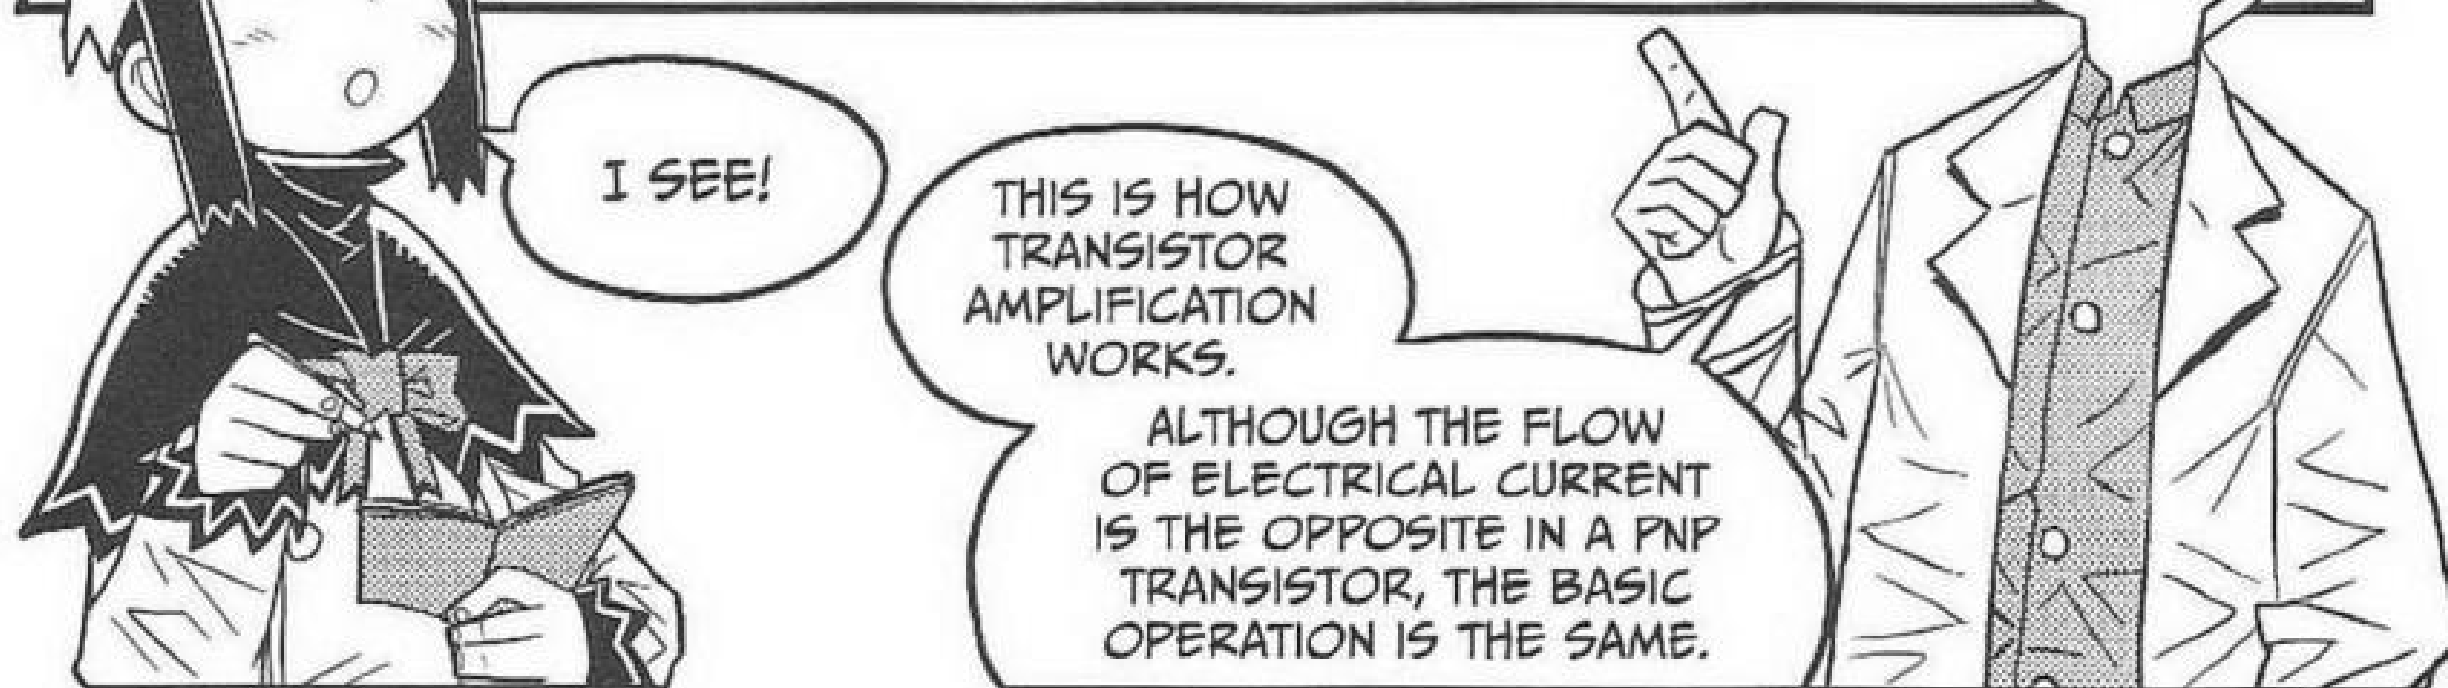 I SEE!
THIS IS HOW
TRANSISTOR
AMPLIFICATION
WORKS.
ALTHOUGH THE FLOW
OF ELECTRICAL CURRENT
IS THE OPPOSITE IN A PNP
TRANSISTOR, THE BASIC
OPERATION IS THE SAME.